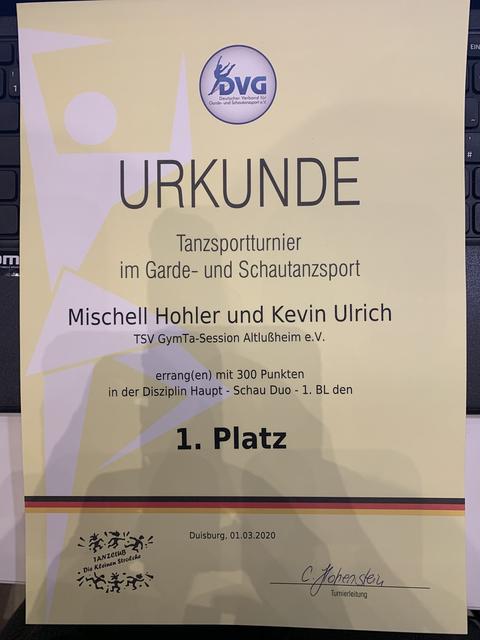 DVG
Deutscher Verband für
Garde- und Schautanzsport e.V.
URKUNDE
Tanzsportturnier
im Garde- und Schautanzsport
Mischell Hohler und Kevin Ulrich
TSV GymTa-Session Altlußheim e.V.
errang(en) mit 300 Punkten
in der Disziplin Haupt - Schau Duo - 1. BL den
1. Platz
Duisburg, 01.03.2020
TANZCLUB
Die Kleinen Strolche
C. Hohenstein
Turnierleitung